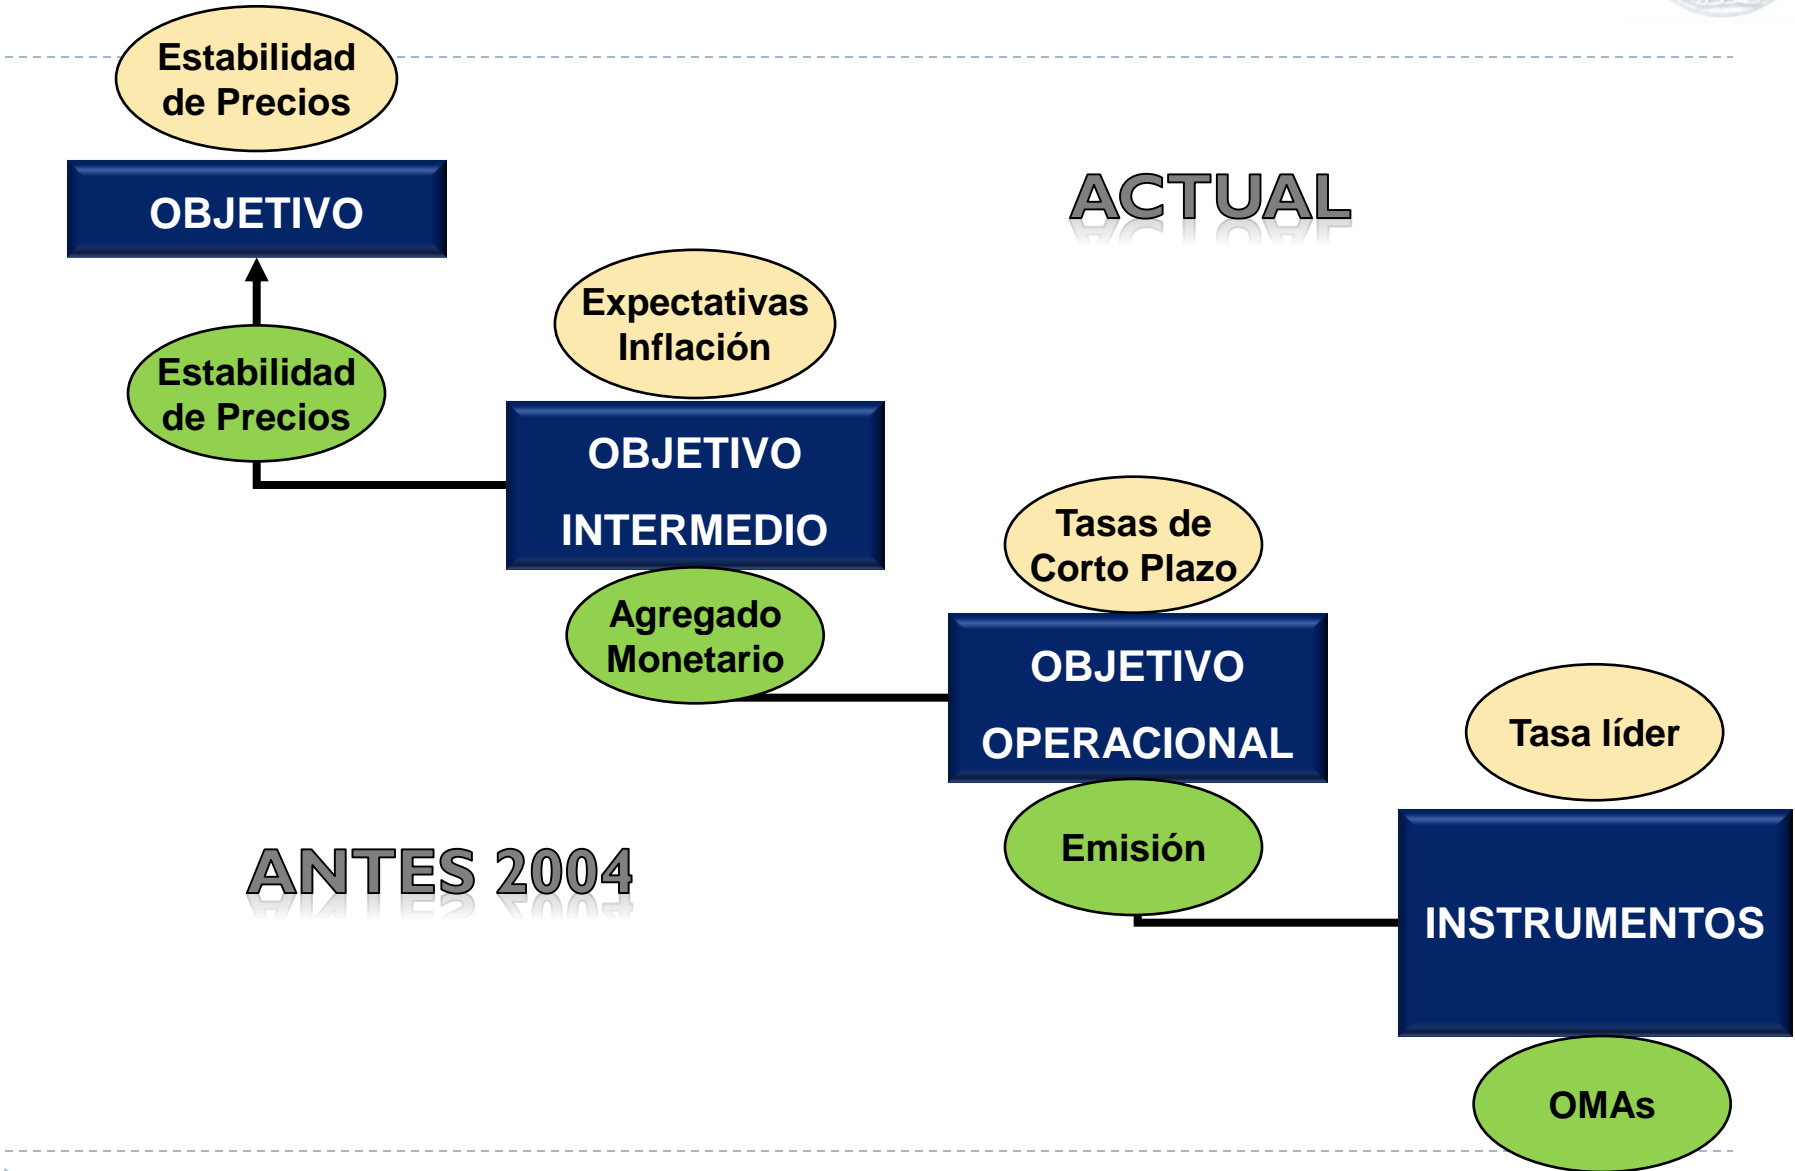 Estabilidad
de Precios
OBJETIVO
ACTUAL
Estabilidad
de Precios
Expectativas
Inflación
OBJETIVO
INTERMEDIO
Agregado
Monetario
Tasas de
Corto Plazo
OBJETIVO
OPERACIONAL
Emisión
Tasa líder
INSTRUMENTOS
OMAs
ANTES 2004